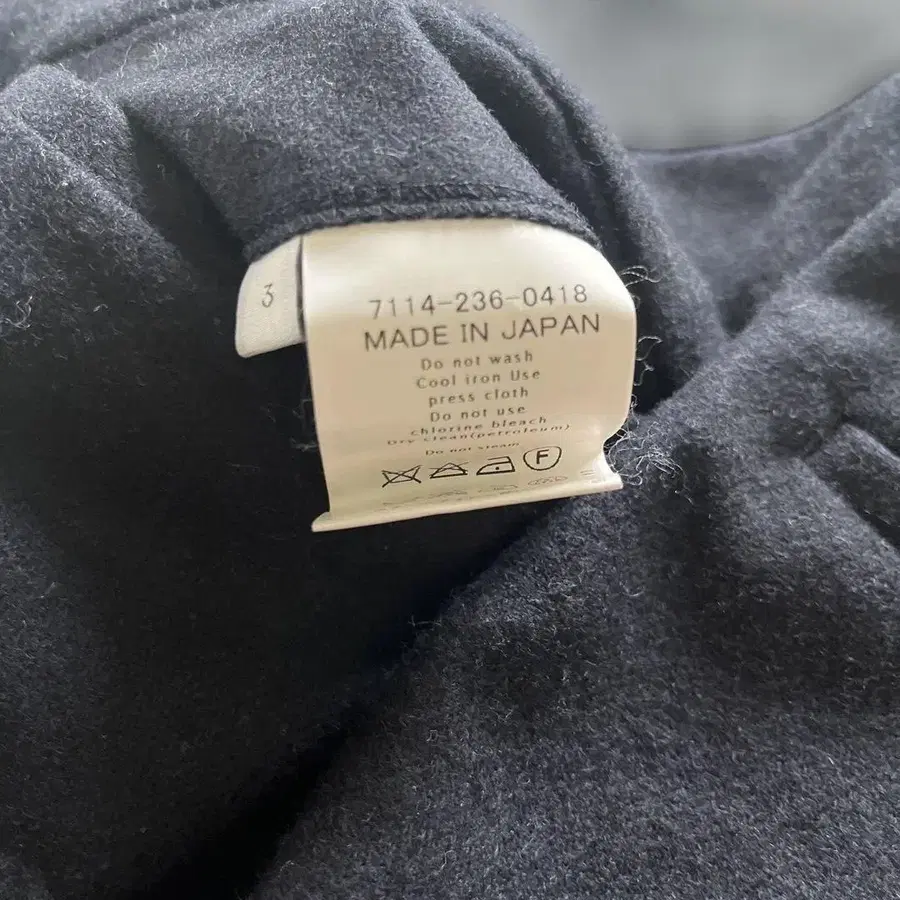 3
7114-236-0418
MADE IN JAPAN
Do not wash
Cool iron Use
press cloth
Do not use
chlorine bleach
Dry clean(petroleum)
Do not steam
F